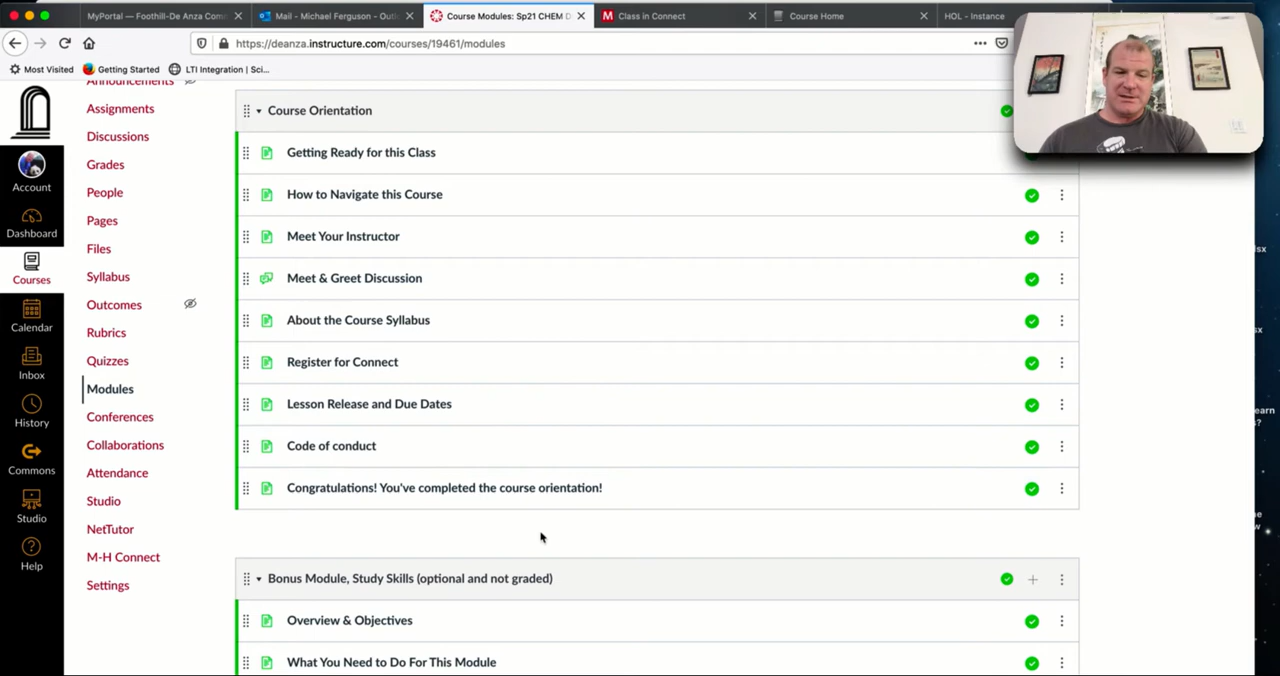 MyPortal — Foothill-De Anza Com
Mail - Michael Ferguson - Outl
Course Modules: Sp21 CHEM D
Class in Connect
Course Home
HOL - Instance
https://deanza.instructure.com/courses/19461/modules
Most Visited
Getting Started
LTI Integration | Sci...
Announcements
Assignments
Discussions
Grades
People
Pages
Files
Syllabus
Outcomes
Rubrics
Quizzes
Modules
Conferences
Collaborations
Attendance
Studio
NetTutor
M-H Connect
Settings
Account
Dashboard
Courses
Calendar
Inbox
History
Commons
Studio
Help
Course Orientation
Getting Ready for this Class
How to Navigate this Course
Meet Your Instructor
Meet & Greet Discussion
About the Course Syllabus
Register for Connect
Lesson Release and Due Dates
Code of conduct
Congratulations! You've completed the course orientation!
Bonus Module, Study Skills (optional and not graded)
Overview & Objectives
What You Need to Do For This Module